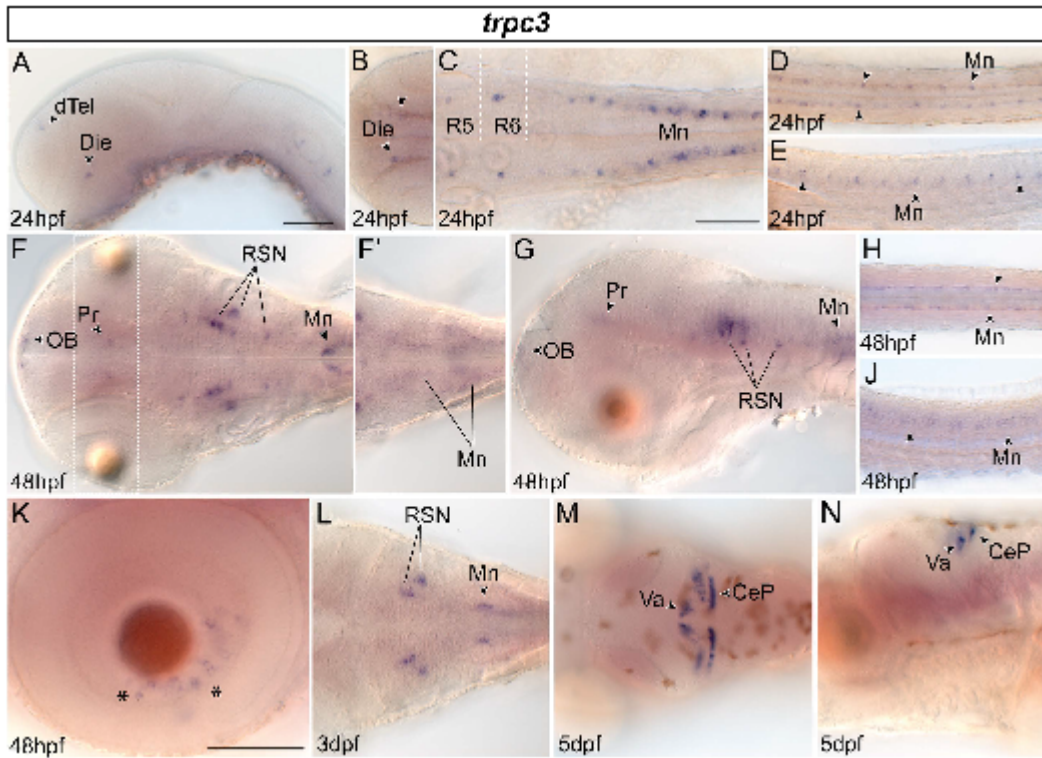 trpc3
A
dTel
Die
24hpf
B
Die
24hpf
C
R5
R6
Mn
24hpf
D
Mn
24hpf
E
Mn
24hpf
F
RSN
Pr
OB
Mn
48hpf
F'
Mn
G
Pr
Mn
OB
RSN
48hpf
H
Mn
48hpf
J
Mn
48hpf
K
* *
48hpf
L
RSN
Mn
3dpf
M
Va
CeP
5dpf
N
Va
CeP
5dpf